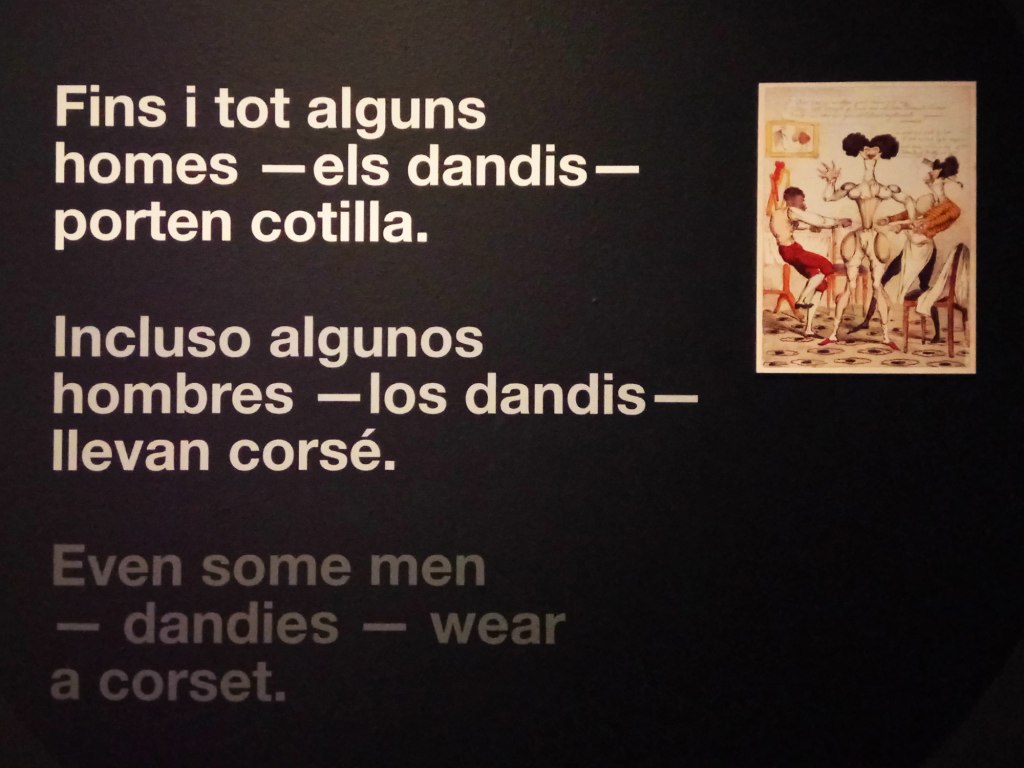 Fins i tot alguns
homes —els dandis—
porten cotilla.
Incluso algunos
hombres —los dandis—
llevan corsé.
Even some men
— dandies — wear
a corset.